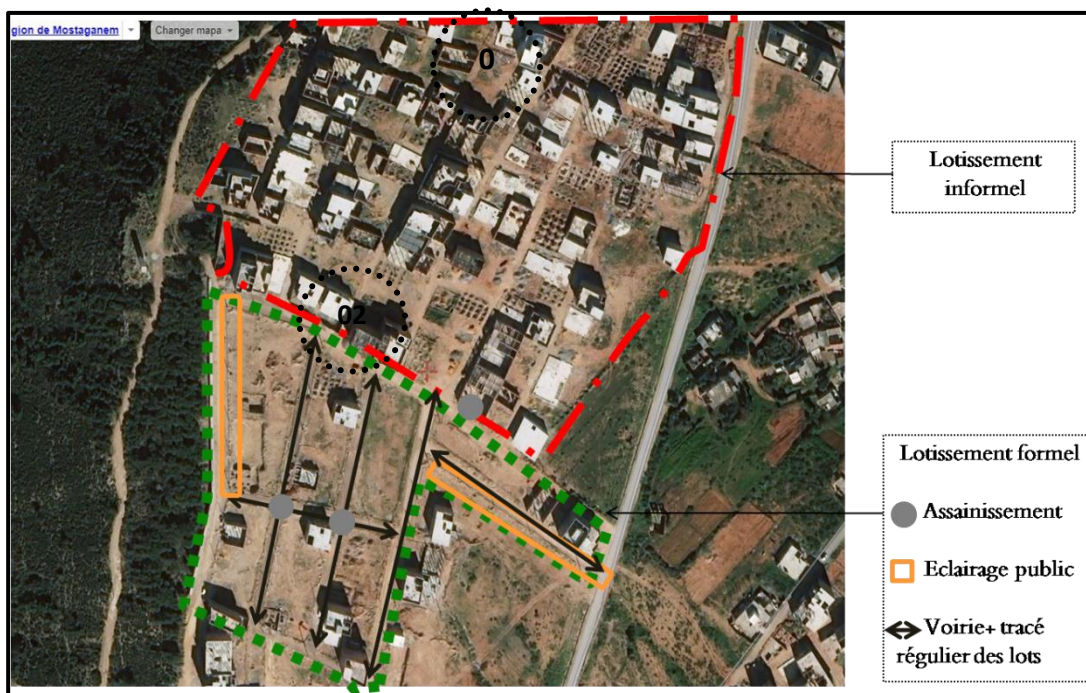 gion de Mostaganem
Changer mapa
0
02
Lotissement
informel
Lotissement formel
Assainissement
Eclairage public
Voirie+ tracé
régulier des lots